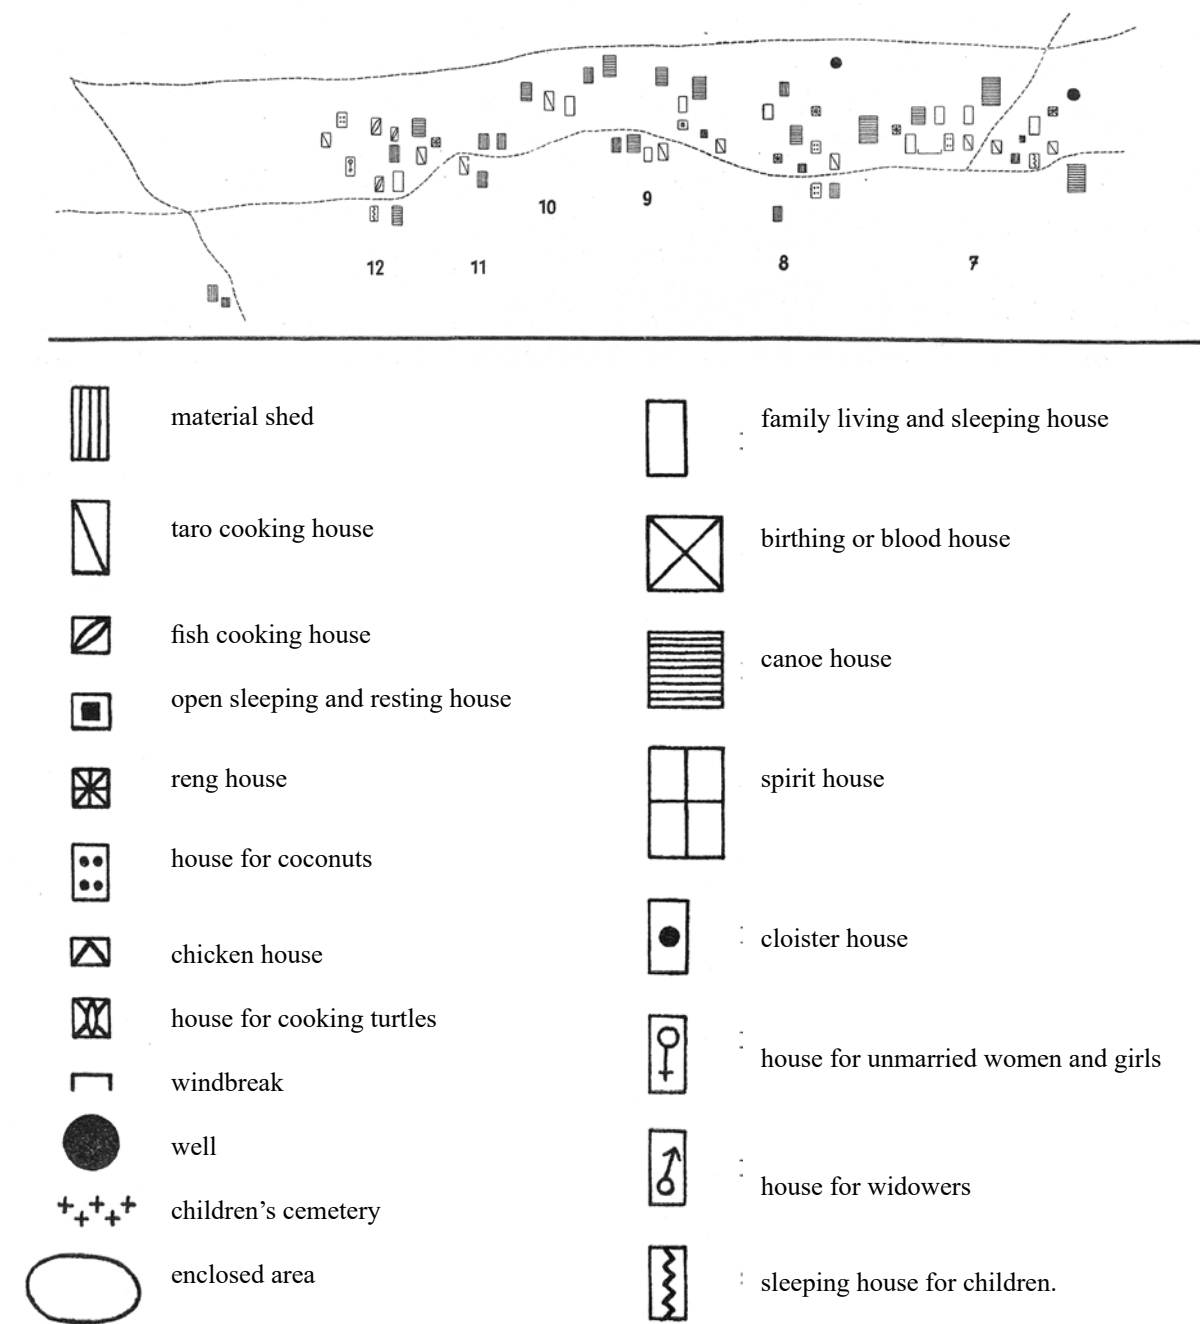 10
9
12
11
8
7
material shed
family living and sleeping house
taro cooking house
birthing or blood house
fish cooking house
canoe house
open sleeping and resting house
reng house
spirit house
house for coconuts
cloister house
chicken house
house for cooking turtles
house for unmarried women and girls
windbreak
well
house for widowers
children’s cemetery
enclosed area
sleeping house for children.